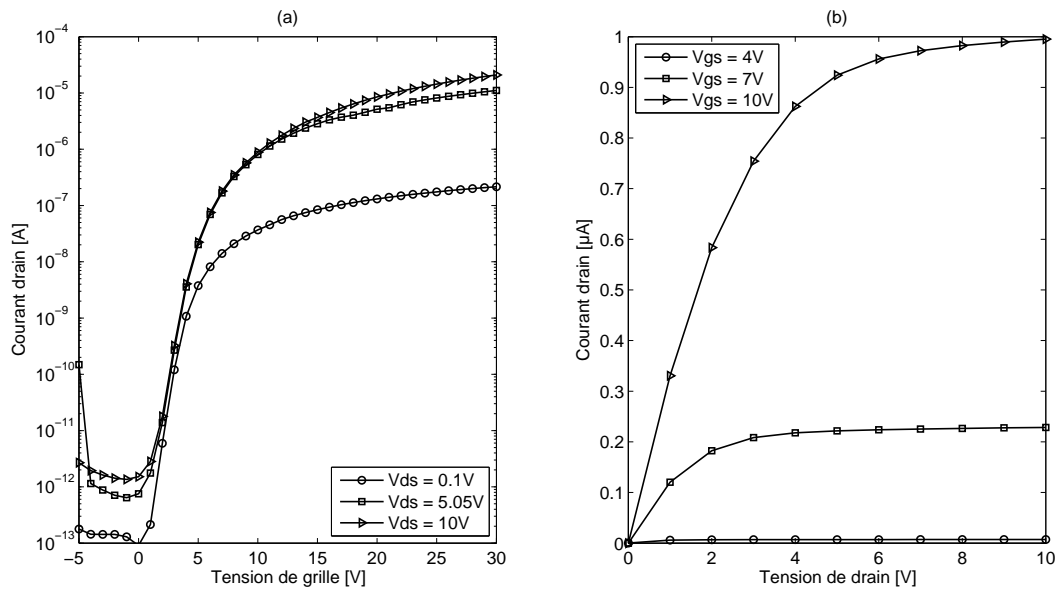 (a)
10⁻⁴
10⁻⁵
10⁻⁶
10⁻⁷
10⁻⁸
10⁻⁹
10⁻¹⁰
10⁻¹¹
10⁻¹²
10⁻¹³
Courant drain [A]
−5 0 5 10 15 20 25 30
Tension de grille [V]
Vds = 0.1V
Vds = 5.05V
Vds = 10V
(b)
1
0.9
0.8
0.7
0.6
0.5
0.4
0.3
0.2
0.1
0
Courant drain [µA]
0 2 4 6 8 10
Tension de drain [V]
Vgs = 4V
Vgs = 7V
Vgs = 10V